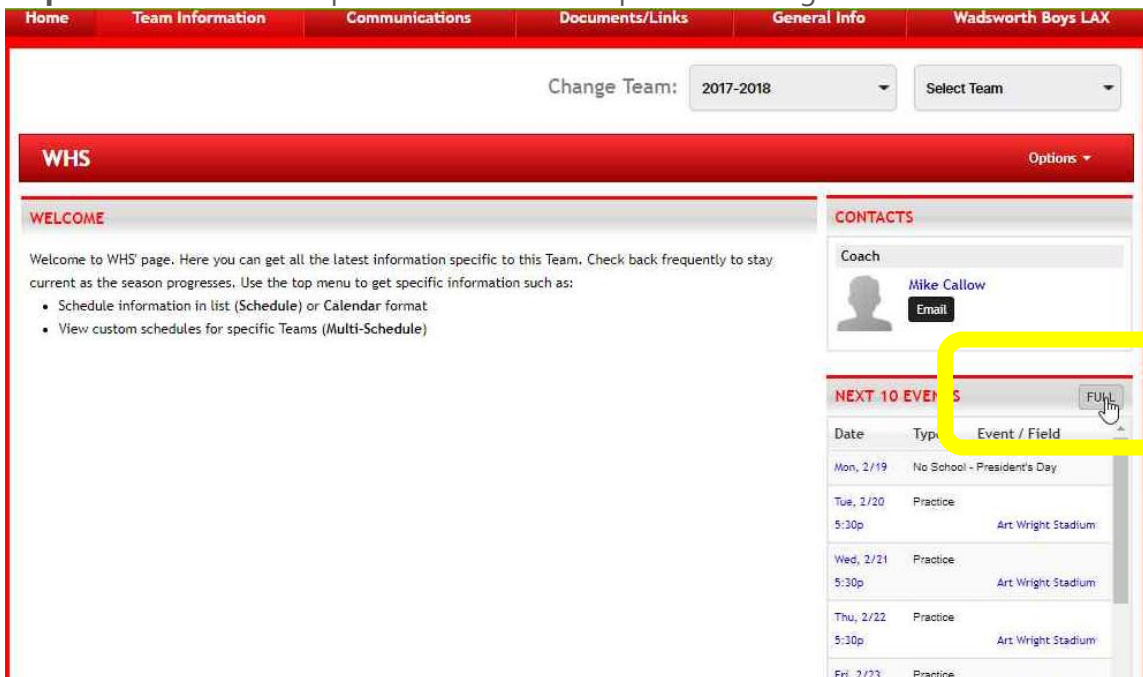 Home Team Information Communications Documents/Links General Info Wadsworth Boys LAX
Change Team: 2017-2018 Select Team
WHS Options
WELCOME
Welcome to WHS' page. Here you can get all the latest information specific to this Team. Check back frequently to stay
current as the season progresses. Use the top menu to get specific information such as:
• Schedule information in list (Schedule) or Calendar format
• View custom schedules for specific Teams (Multi-Schedule)
CONTACTS
Coach
Mike Callow
Email
NEXT 10 EVENTS FULL
Date Type Event / Field
Mon, 2/19 No School - President's Day
Tue, 2/20 Practice
5:30p Art Wright Stadium
Wed, 2/21 Practice
5:30p Art Wright Stadium
Thu, 2/22 Practice
5:30p Art Wright Stadium
Fri, 2/23 Practice